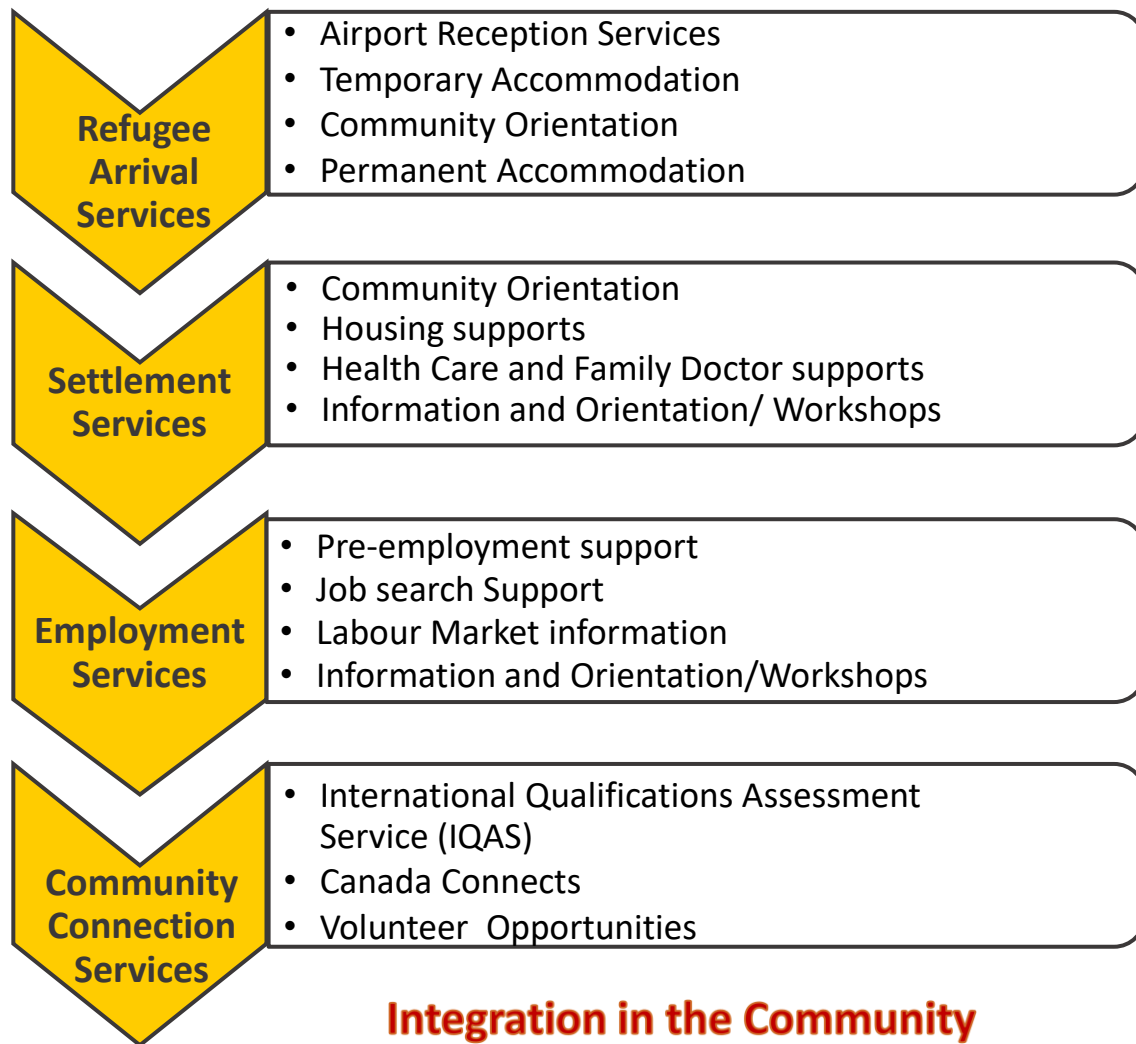 Refugee
Arrival
Services
• Airport Reception Services
• Temporary Accommodation
• Community Orientation
• Permanent Accommodation
Settlement
Services
• Community Orientation
• Housing supports
• Health Care and Family Doctor supports
• Information and Orientation/ Workshops
Employment
Services
• Pre-employment support
• Job search Support
• Labour Market information
• Information and Orientation/Workshops
Community
Connection
Services
• International Qualifications Assessment
Service (IQAS)
• Canada Connects
• Volunteer  Opportunities
Integration in the Community